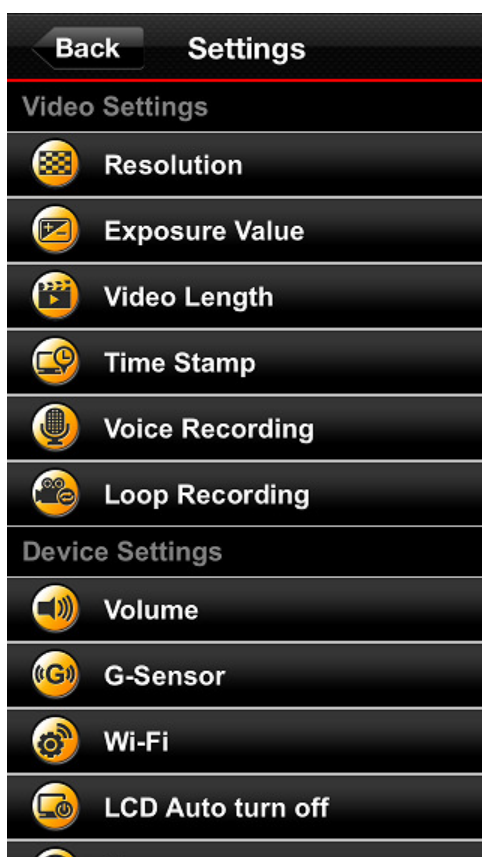 Back Settings
Video Settings
Resolution
Exposure Value
Video Length
Time Stamp
Voice Recording
Loop Recording
Device Settings
Volume
G-Sensor
Wi-Fi
LCD Auto turn off